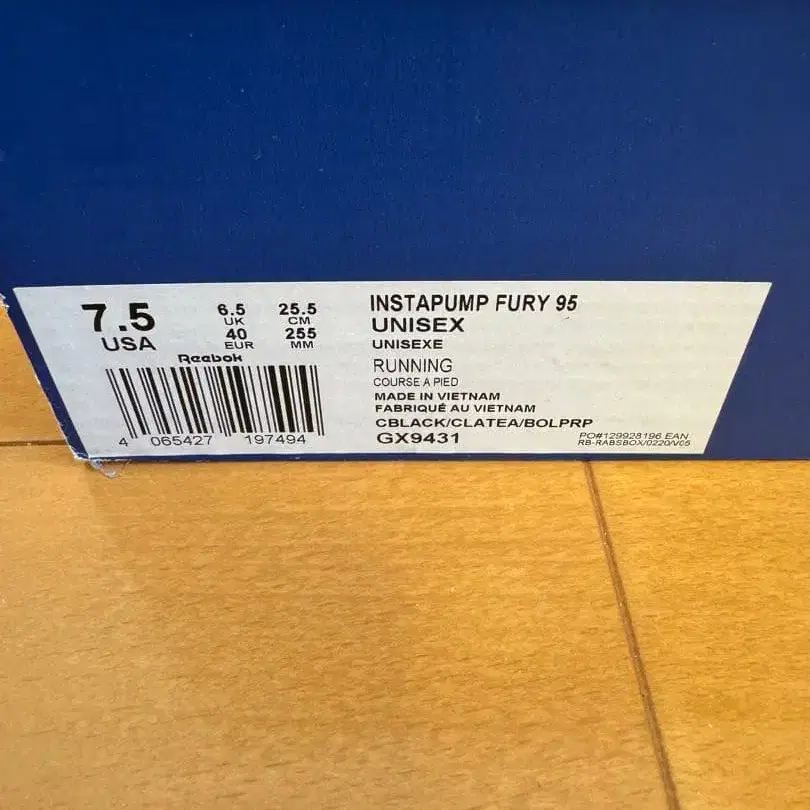 7.5
USA
6.5
UK
40
EUR
25.5
CM
255
MM
Reebok
4 065427 197494
INSTAPUMP FURY 95
UNISEX
UNISEXE
RUNNING
COURSE A PIED
MADE IN VIETNAM
FABRIQUÉ AU VIETNAM
CBLACK/CLATEA/BOLPRP
GX9431
PO#129928196 EAN
RB-RABSBOX/0220/V05